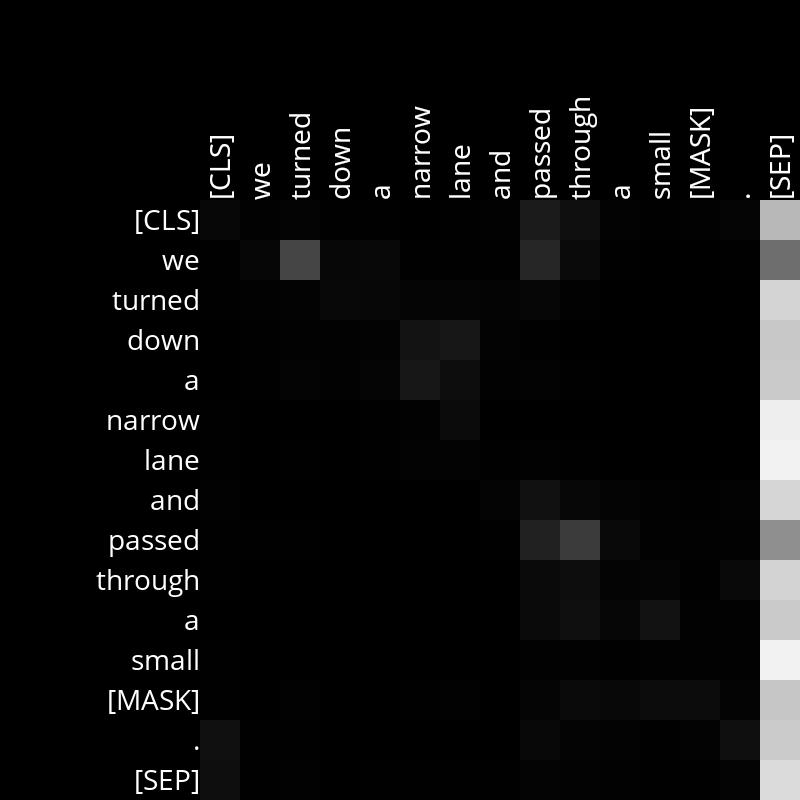 [CLS] we turned down a narrow lane and passed through a small [MASK] . [SEP]
[CLS]
we
turned
down
a
narrow
lane
and
passed
through
a
small
[MASK]
.
[SEP]